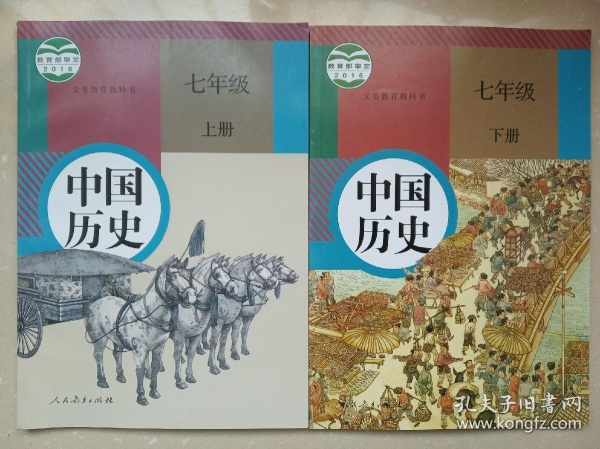 教育部审定
2016
义务教育教科书
七年级
上册
中国
历史
人民教育出版社
教育部审定
2016
义务教育教科书
七年级
下册
中国
历史
孔夫子旧书网
www.kongfz.com